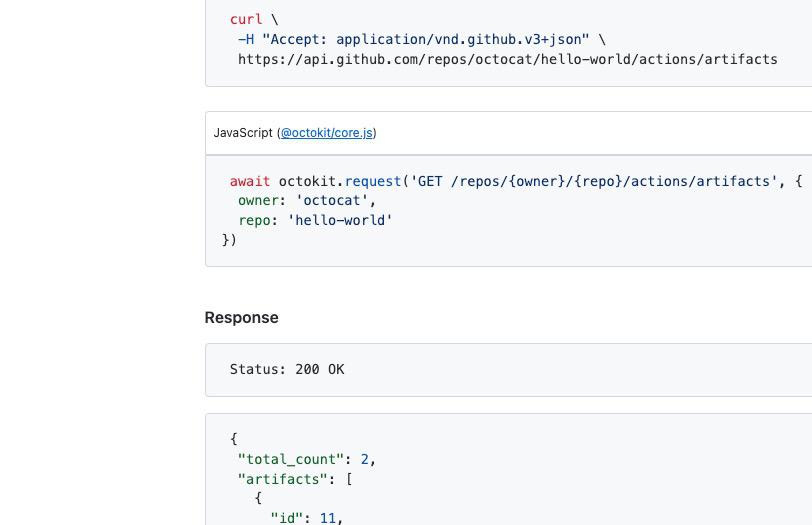 curl \
-H "Accept: application/vnd.github.v3+json" \
https://api.github.com/repos/octocat/hello-world/actions/artifacts
JavaScript (@octokit/core.js)
await octokit.request('GET /repos/{owner}/{repo}/actions/artifacts', {
owner: 'octocat',
repo: 'hello-world'
})
Response
Status: 200 OK
{
"total_count": 2,
"artifacts": [
{
"id": 11,